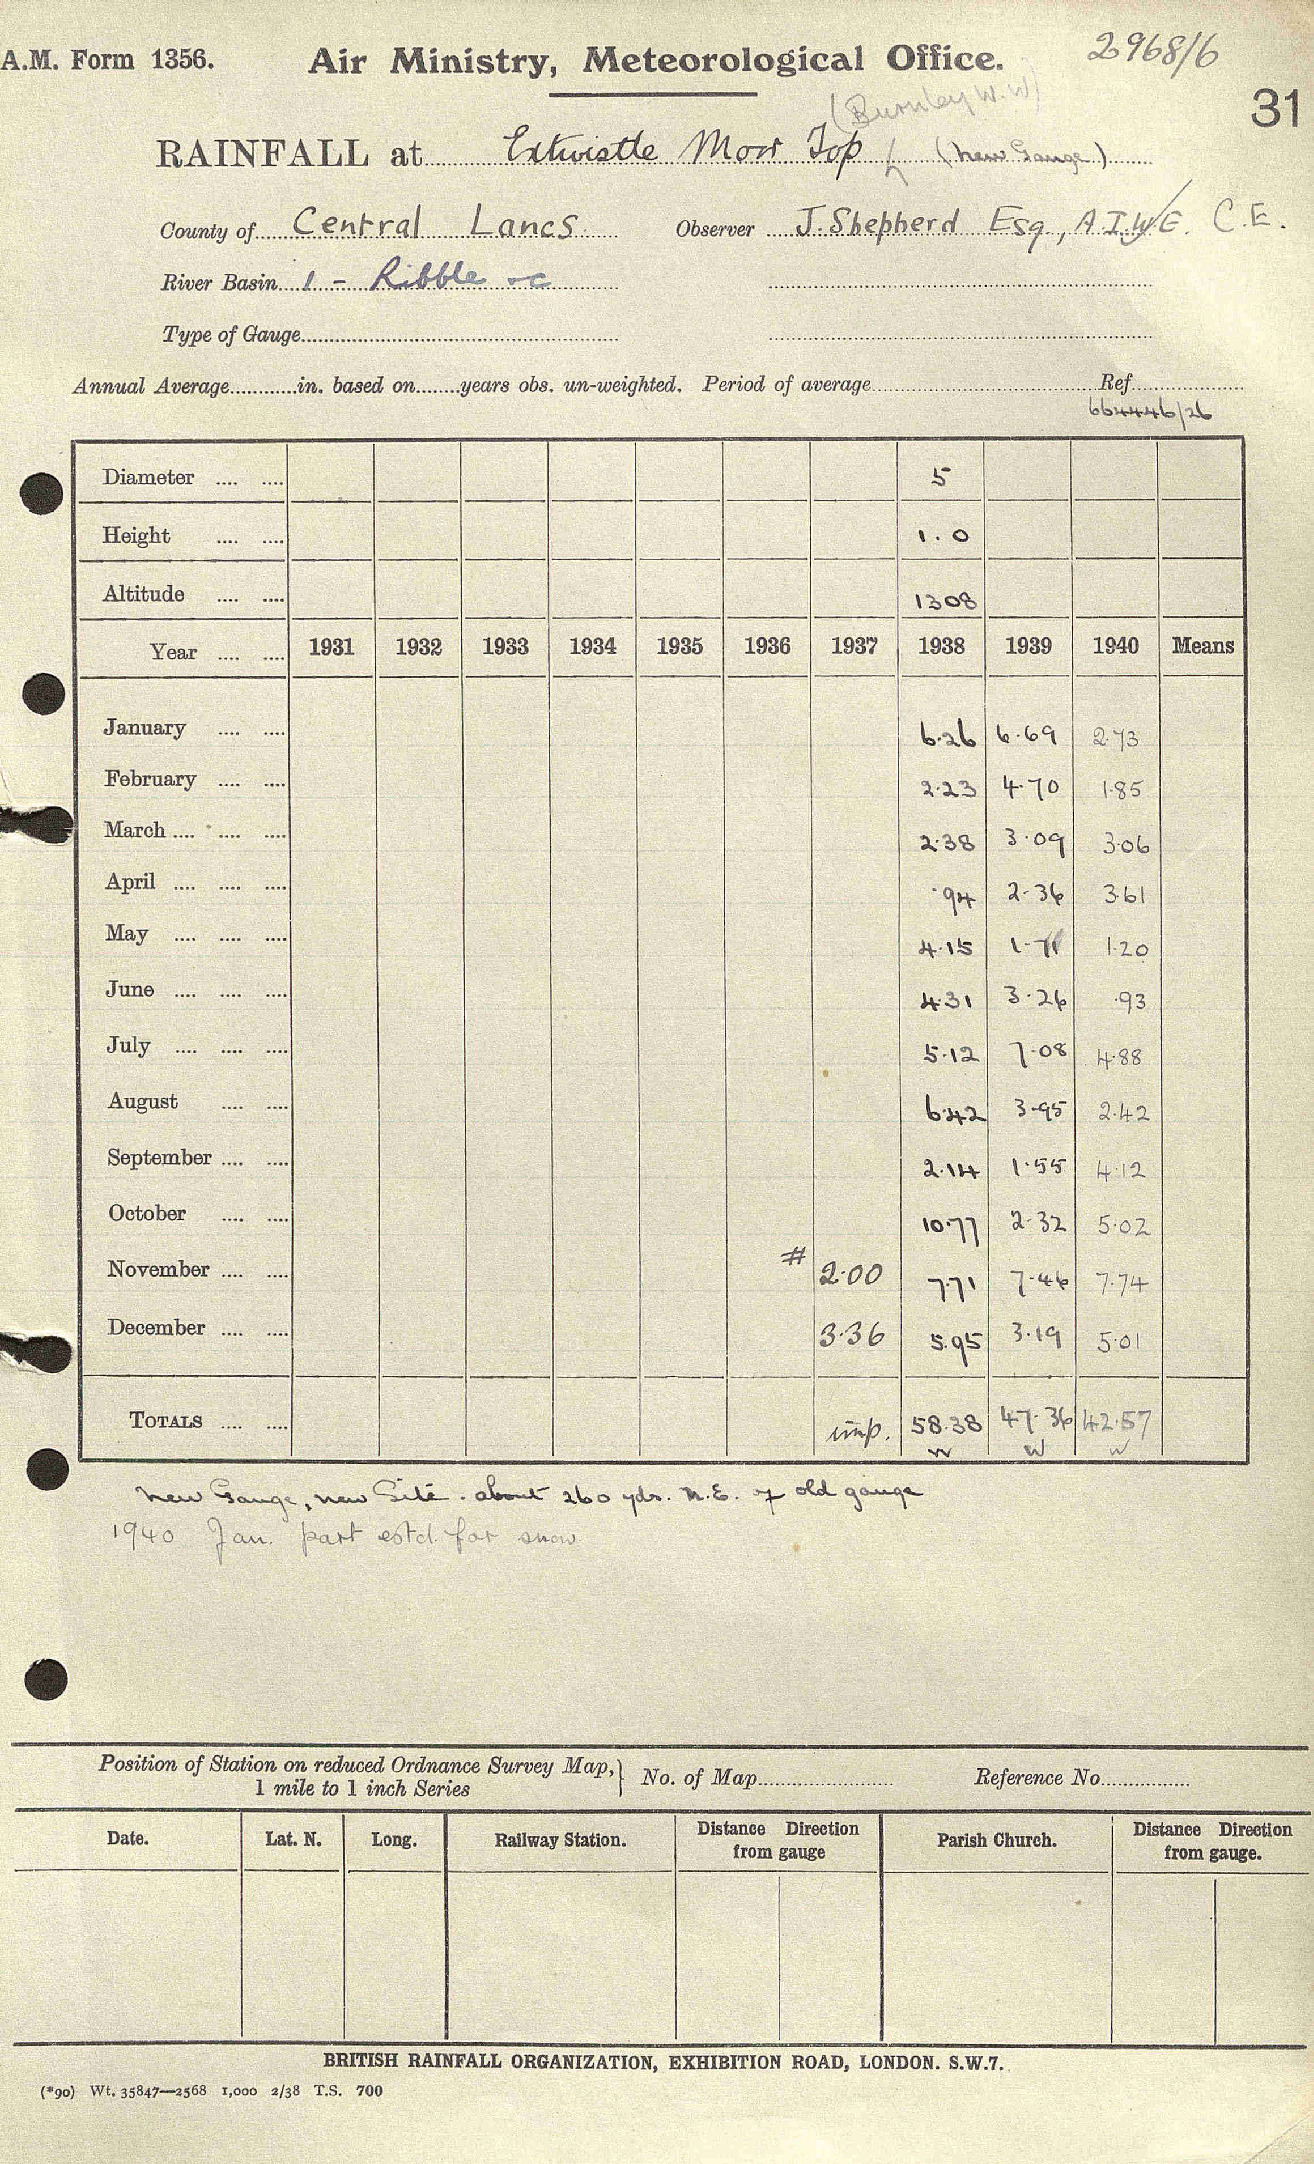 A.M. Form 1356. Air Ministry, Meteorological Office. 2968/6
(Burnley W.W)
31
RAINFALL at Extwistle Moor Top (New Gauge)
County of Central Lancs Observer J. Shepherd Esq., A.I.W.E. C.E.
River Basin 1 - Ribble - c
Type of Gauge
Annual Average in. based on years obs. un-weighted. Period of average Ref
664446/26
Diameter .... .... 5
Height .... .... 1.0
Altitude .... .... 1308
Year .... .... 1931 1932 1933 1934 1935 1936 1937 1938 1939 1940 Means
January .... .... 6.26 6.69 2.73
February .... .... 2.23 4.70 1.85
March .... .... .... 2.38 3.09 3.06
April .... .... .... .94 2.36 3.61
May .... .... .... 4.15 1.71 1.20
June .... .... .... 4.31 3.26 .93
July .... .... .... 5.12 7.08 4.88
August .... .... 6.42 3.95 2.42
September .... .... 2.14 1.55 4.12
October .... .... 10.77 2.32 5.02
November .... .... # 2.00 7.71 7.46 7.74
December .... .... 3.36 5.95 3.19 5.01
TOTALS .... .... imp. 58.38 47.36 42.57
w w w
New Gauge, new Site. about 260 yds. N.E. of old gauge
1940 Jan. part estd. for snow
Position of Station on reduced Ordnance Survey Map, } No. of Map Reference No.
1 mile to 1 inch Series
Date. Lat. N. Long. Railway Station. Distance Direction from gauge Parish Church. Distance Direction from gauge.
BRITISH RAINFALL ORGANIZATION, EXHIBITION ROAD, LONDON. S.W.7.
(*90) Wt. 35847—2568 1,000 2/38 T.S. 700